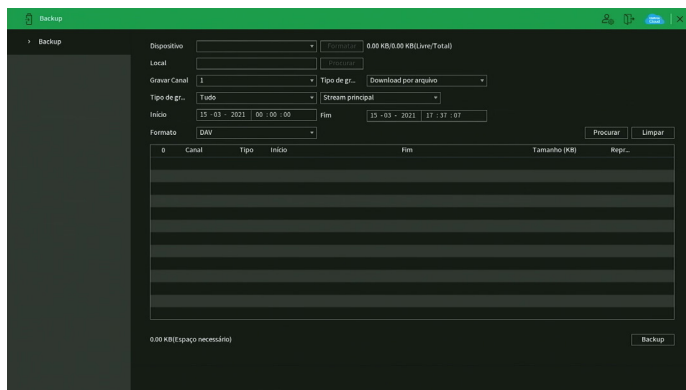 Backup
Backup
Dispositivo Formatar 0.00 KB/0.00 KB(Livre/Total)
Local Procurar
Gravar Canal 1 Tipo de gr... Download por arquivo
Tipo de gr... Tudo Stream principal
Início 15 - 03 - 2021 00 : 00 : 00 Fim 15 - 03 - 2021 17 : 37 : 07
Formato DAV Procurar Limpar
0 Canal Tipo Início Fim Tamanho (KB) Repr...
0.00 KB(Espaço necessário) Backup